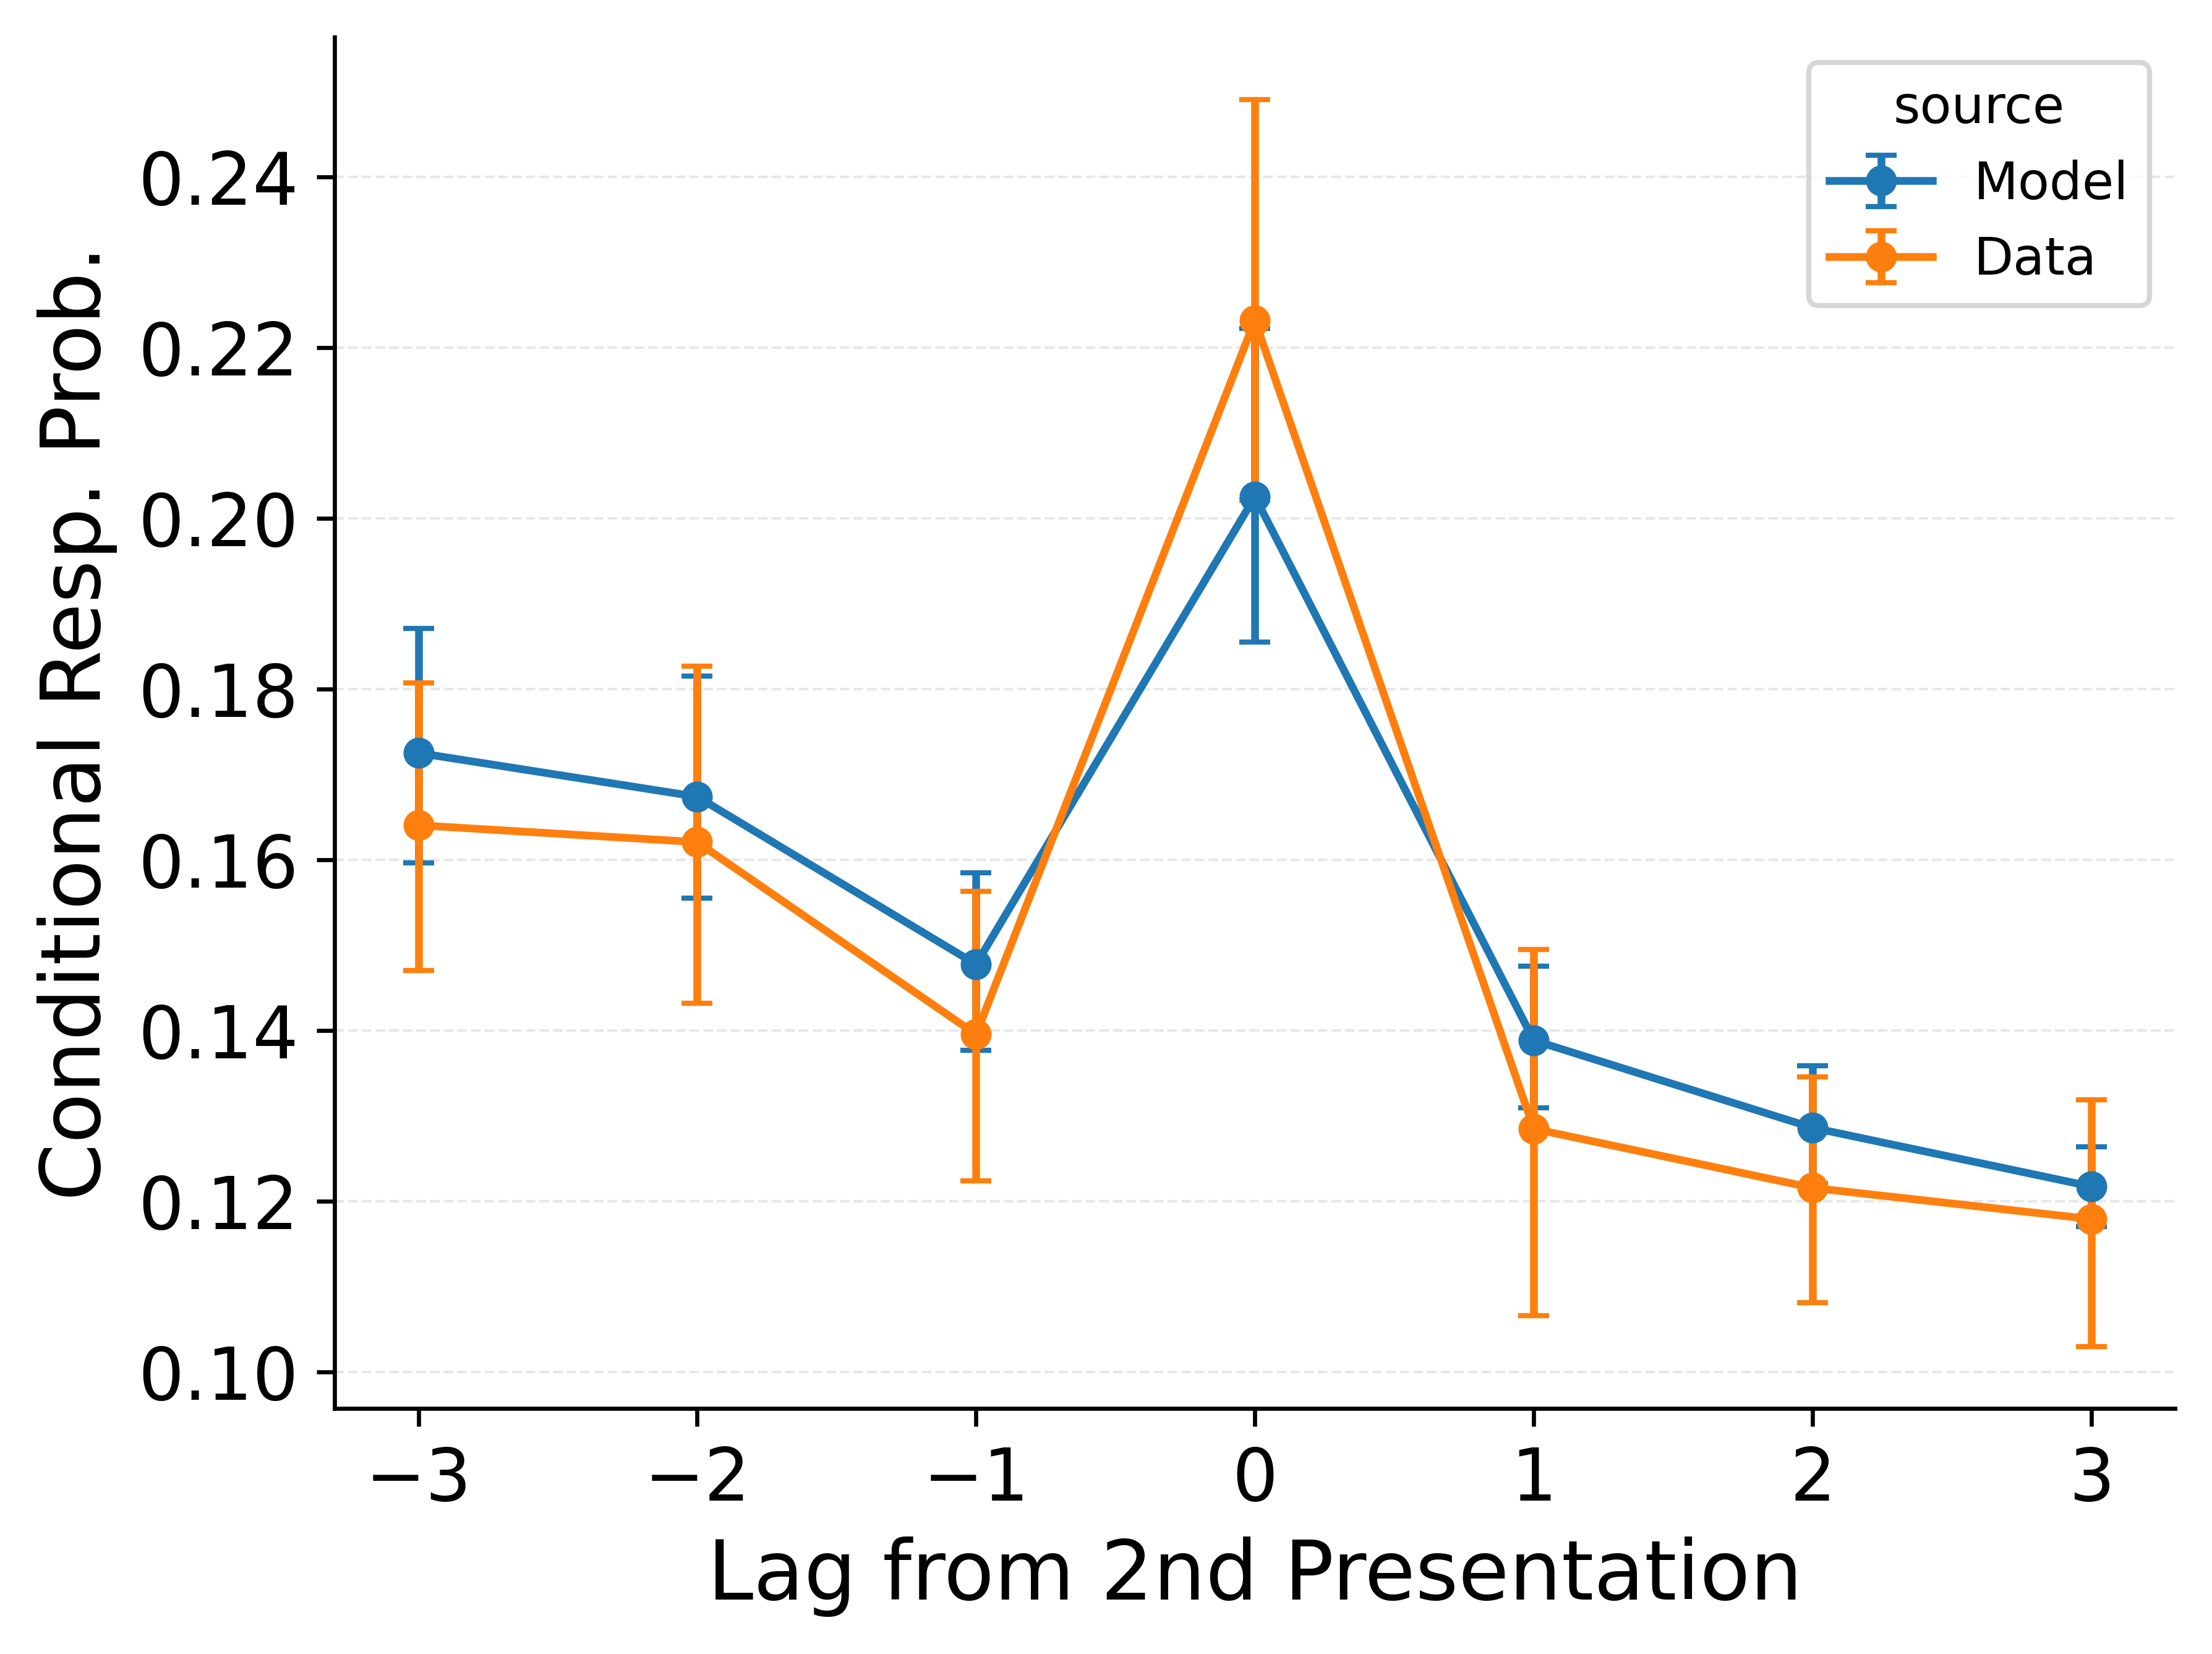 source
Model
Data
Conditional Resp. Prob.
0.24
0.22
0.20
0.18
0.16
0.14
0.12
0.10
−3 −2 −1 0 1 2 3
Lag from 2nd Presentation